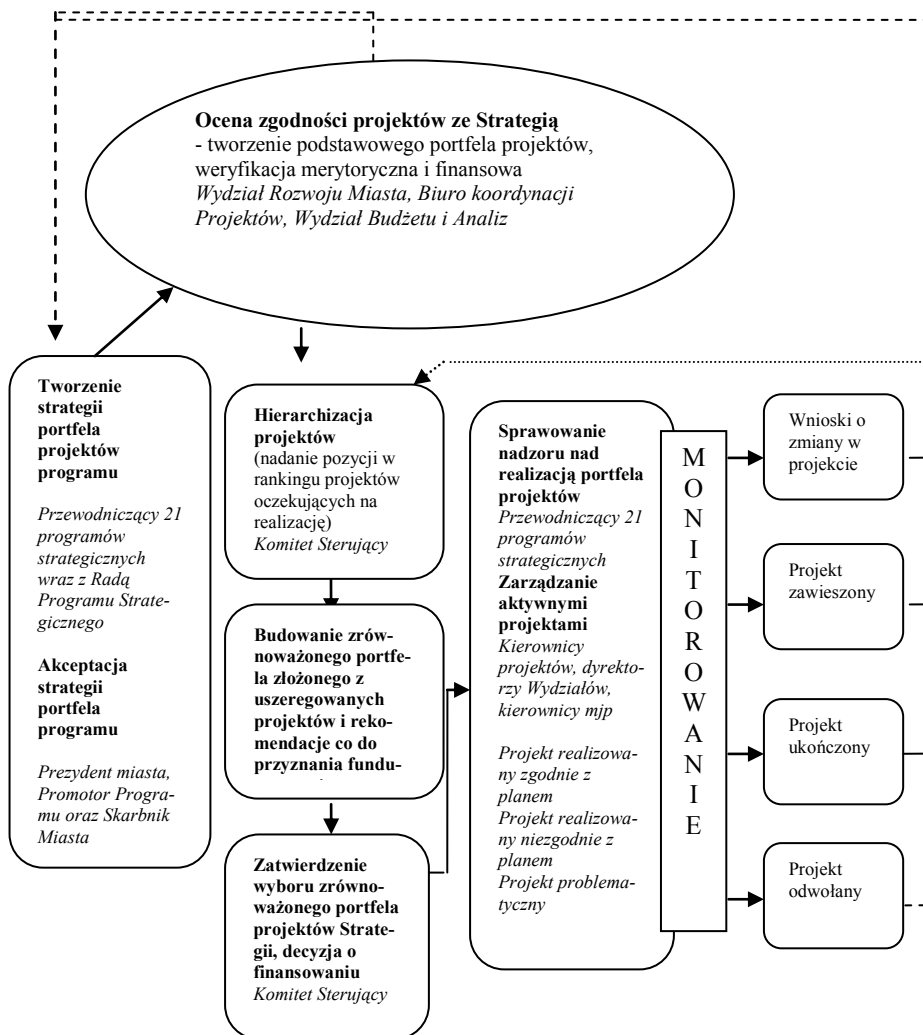 Ocena zgodności projektów ze Strategią
- tworzenie podstawowego portfela projektów,
weryfikacja merytoryczna i finansowa
Wydział Rozwoju Miasta, Biuro koordynacji
Projektów, Wydział Budżetu i Analiz
Tworzenie
strategii
portfela
projektów
programu
Przewodniczący 21
programów
strategicznych
wraz z Radą
Programu Strate-
gicznego
Akceptacja
strategii
portfela
programu
Prezydent miasta,
Promotor Progra-
mu oraz Skarbnik
Miasta
Hierarchizacja
projektów
(nadanie pozycji w
rankingu projektów
oczekujących na
realizację)
Komitet Sterujący
Budowanie zrów-
noważonego portfe-
la złożonego z
uszeregowanych
projektów i reko-
mendacje co do
przyznania fundu-
Zatwierdzenie
wyboru zrówno-
ważonego portfela
projektów Strate-
gii, decyzja o
finansowaniu
Komitet Sterujący
Sprawowanie
nadzoru nad
realizacją portfela
projektów
Przewodniczący 21
programów
strategicznych
Zarządzanie
aktywnymi
projektami
Kierownicy
projektów, dyrekto-
rzy Wydziałów,
kierownicy mjp
Projekt realizowa-
ny zgodnie z
planem
Projekt realizowa-
ny niezgodnie z
planem
Projekt problema-
tyczny
M
O
N
I
T
O
R
O
W
A
N
I
E
Wnioski o
zmiany w
projekcie
Projekt
zawieszony
Projekt
ukończony
Projekt
odwołany